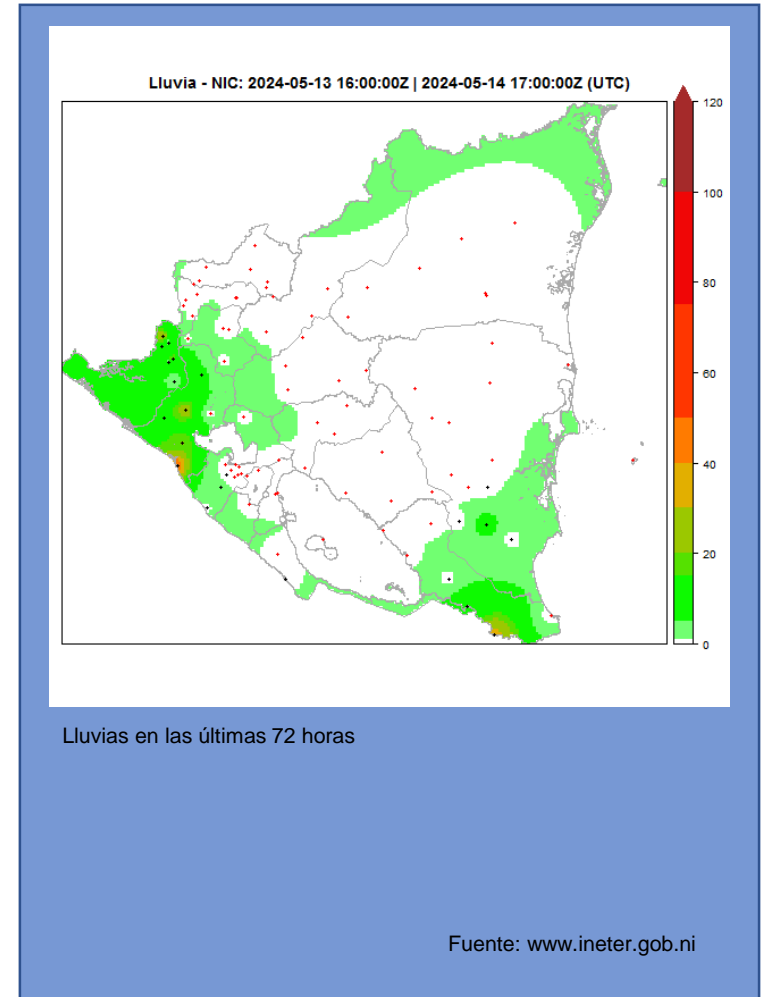 Lluvia - NIC: 2024-05-13 16:00:00Z | 2024-05-14 17:00:00Z (UTC)
120
100
80
60
40
20
0
Lluvias en las últimas 72 horas
Fuente: www.ineter.gob.ni